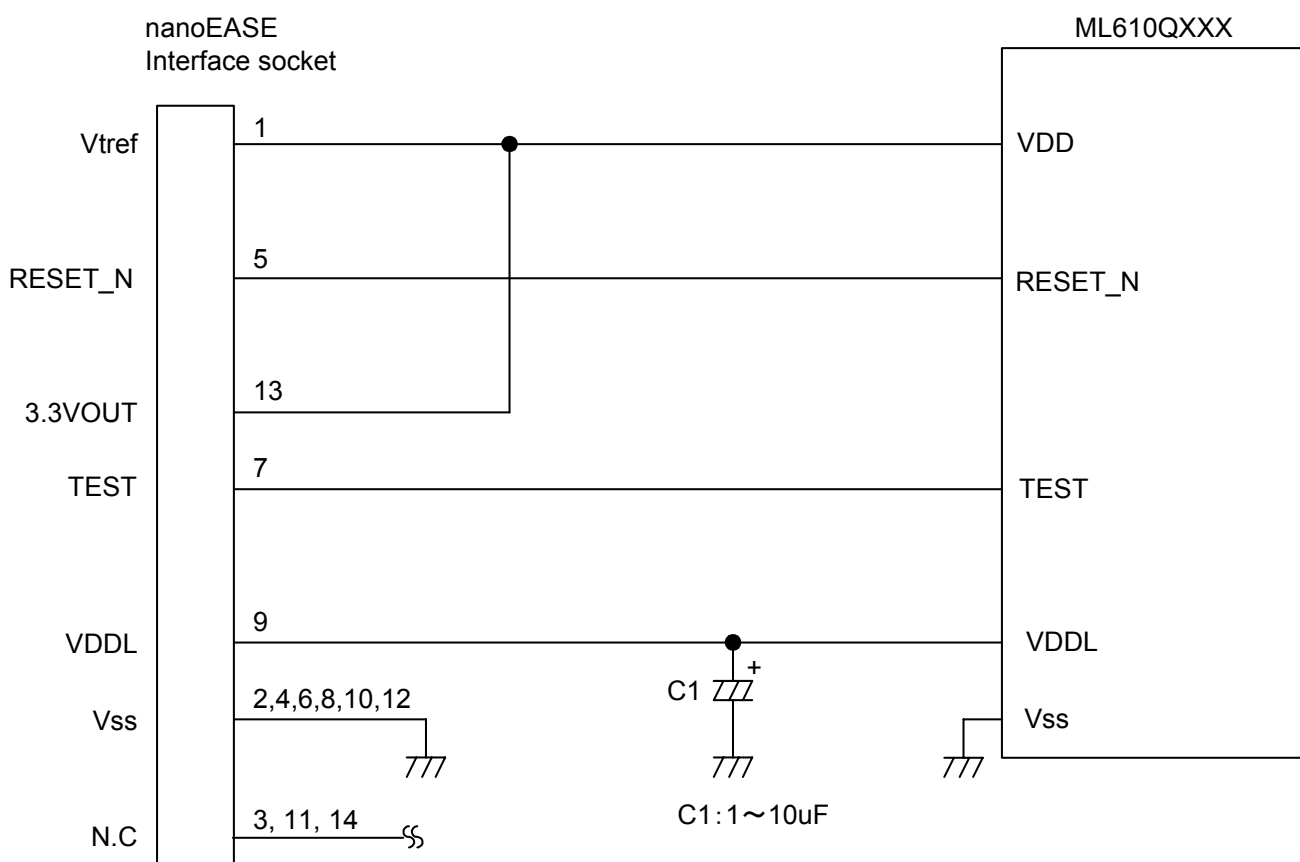 nanoEASE
Interface socket
ML610QXXX
Vtref
1
VDD
RESET_N
5
RESET_N
3.3VOUT
13
TEST
7
TEST
VDDL
9
VDDL
C1
+
Vss
2,4,6,8,10,12
Vss
C1:1～10uF
N.C
3, 11, 14